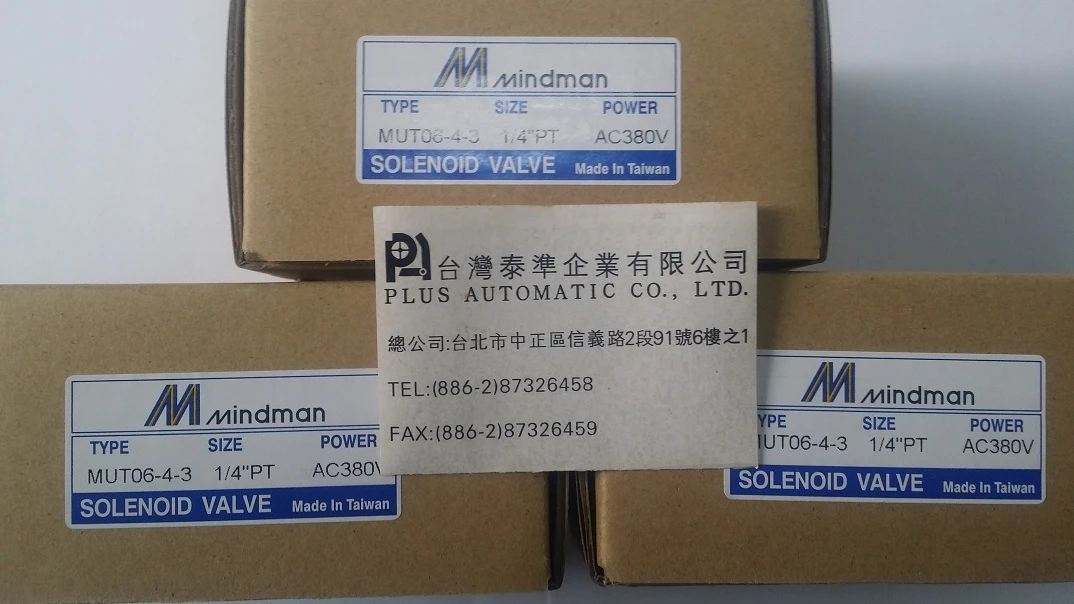 Mindman
TYPE SIZE POWER
MUT06-4-3 1/4"PT AC380V
SOLENOID VALVE Made In Taiwan
台灣泰準企業有限公司
PLUS AUTOMATIC CO., LTD.
總公司:台北市中正區信義路2段91號6樓之1
TEL:(886-2)87326458
FAX:(886-2)87326459
Mindman
TYPE SIZE POWER
MUT06-4-3 1/4"PT AC380V
SOLENOID VALVE Made In Taiwan
Mindman
YPE SIZE POWER
UT06-4-3 1/4"PT AC380V
SOLENOID VALVE Made In Taiwan